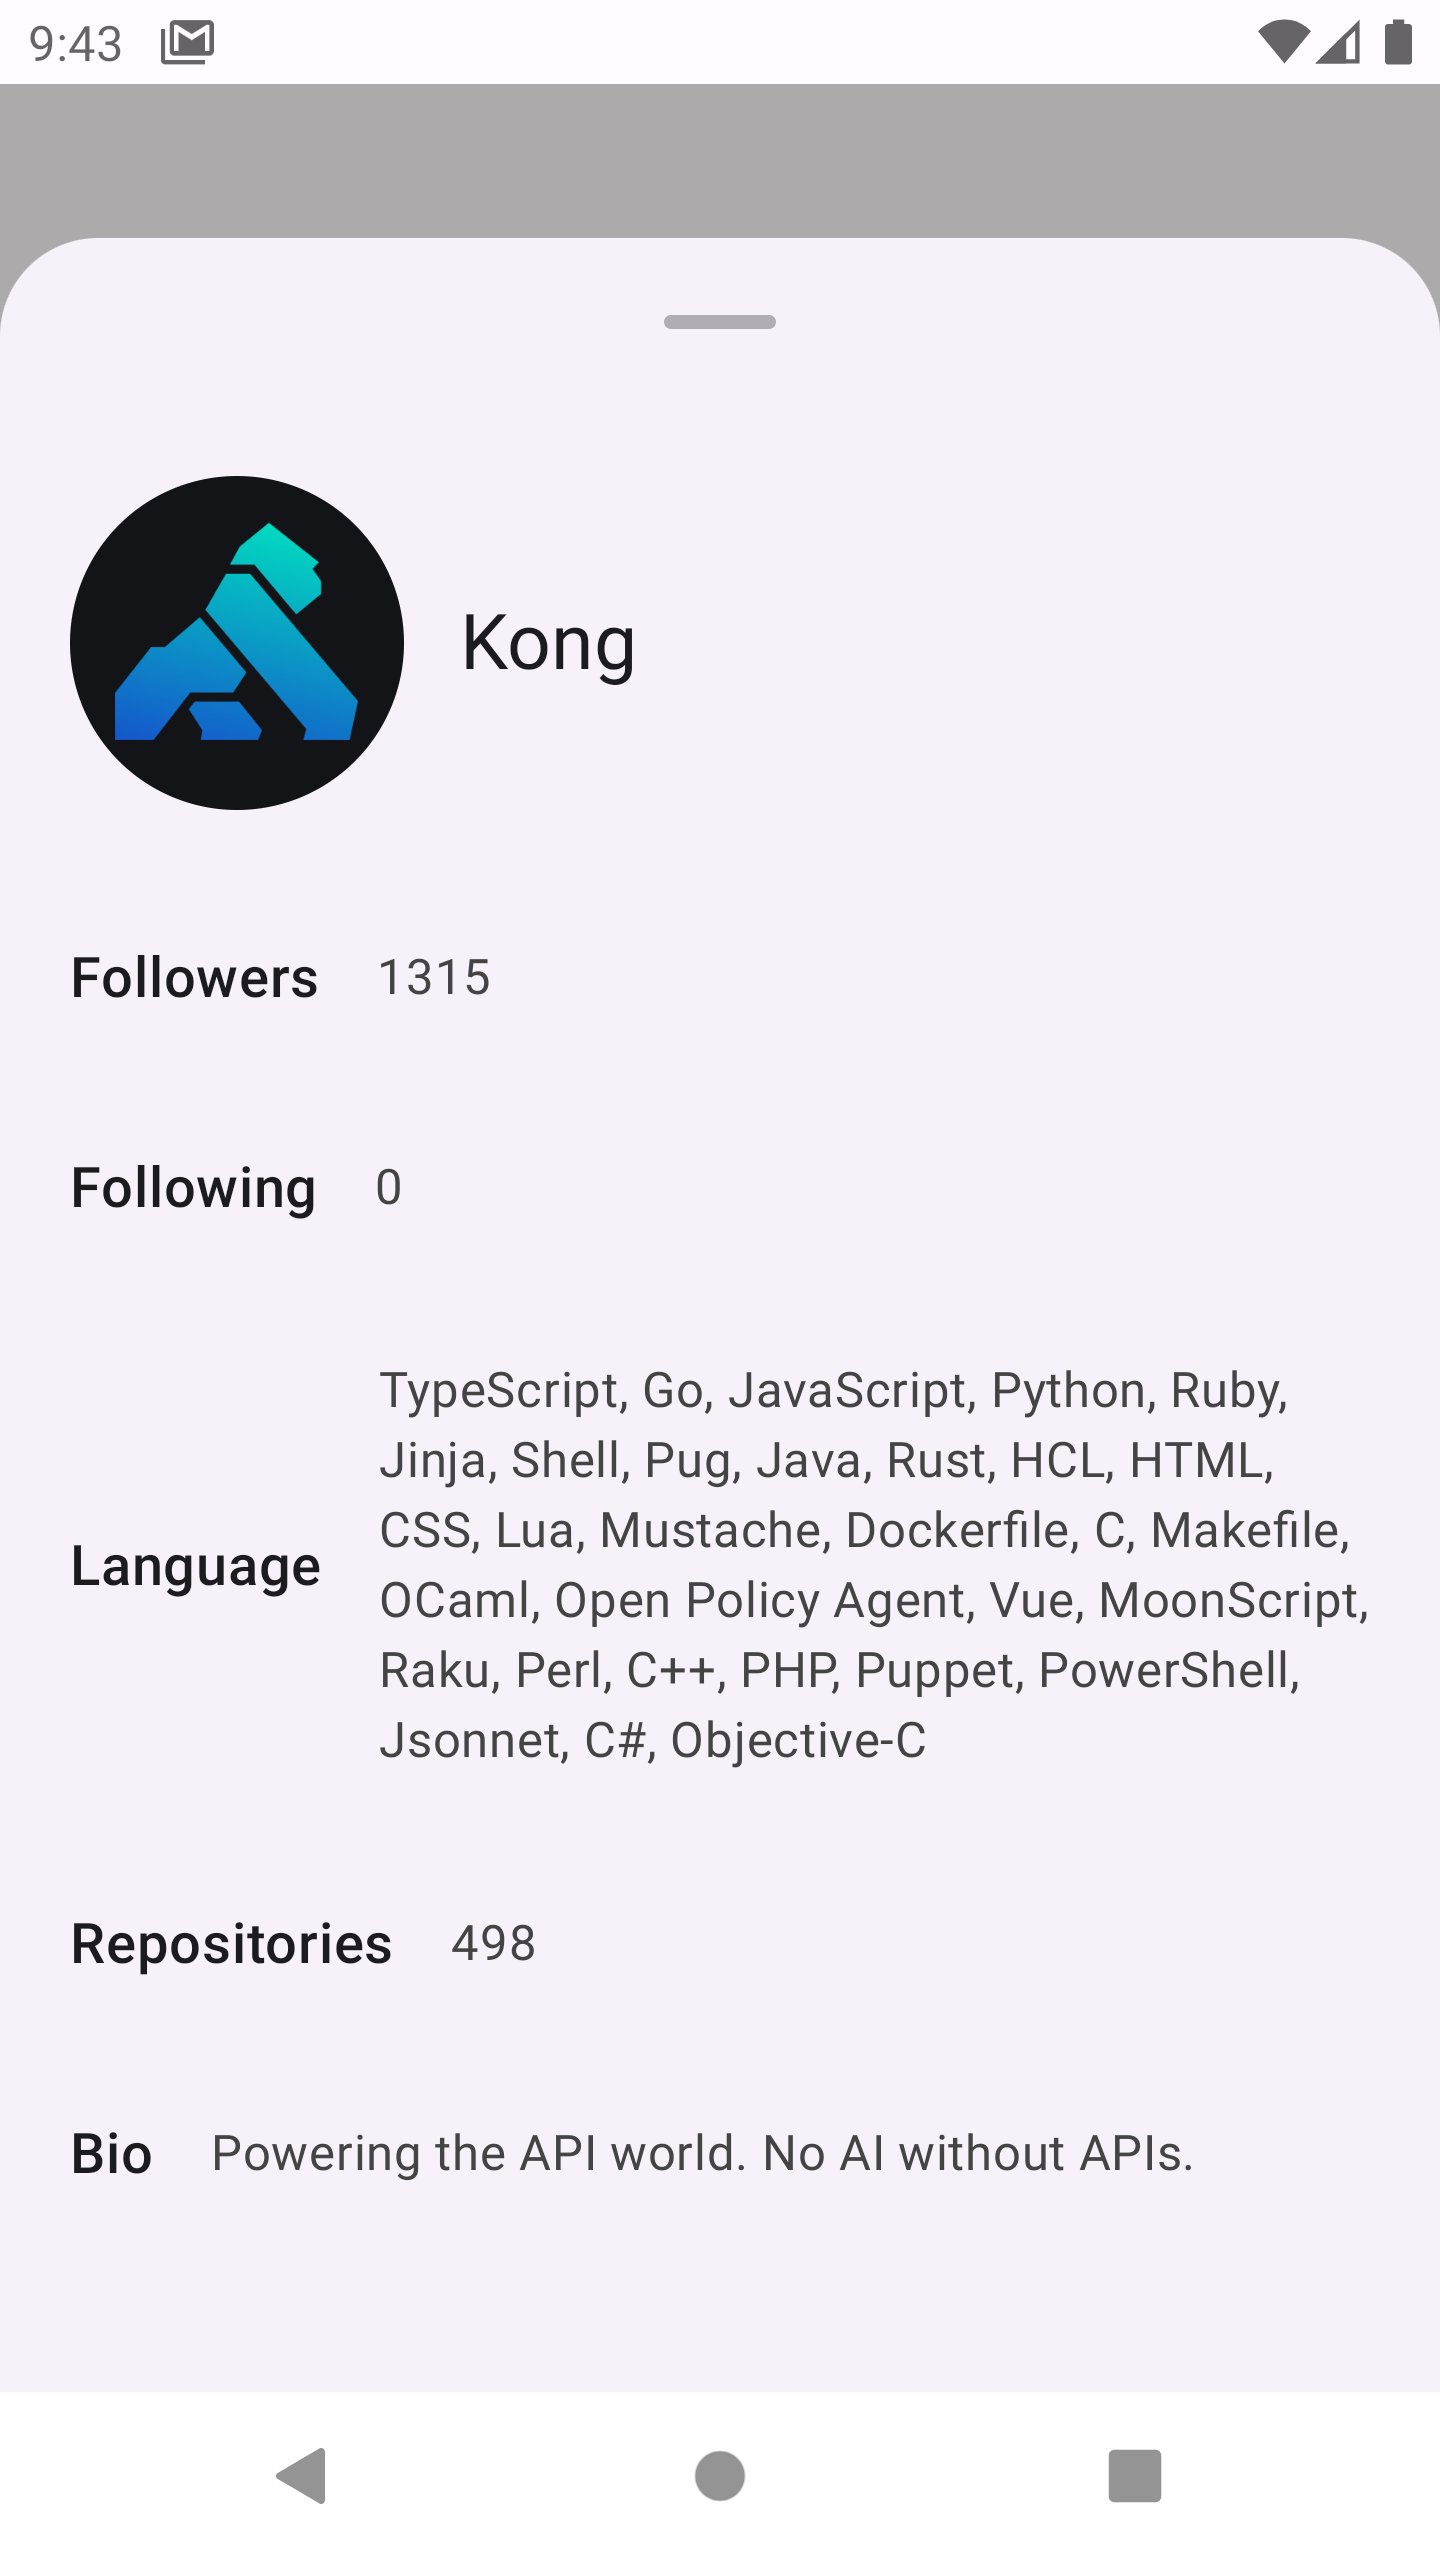 9:43
Kong
Followers 1315
Following 0
Language
TypeScript, Go, JavaScript, Python, Ruby,
Jinja, Shell, Pug, Java, Rust, HCL, HTML,
CSS, Lua, Mustache, Dockerfile, C, Makefile,
OCaml, Open Policy Agent, Vue, MoonScript,
Raku, Perl, C++, PHP, Puppet, PowerShell,
Jsonnet, C#, Objective-C
Repositories 498
Bio Powering the API world. No AI without APIs.